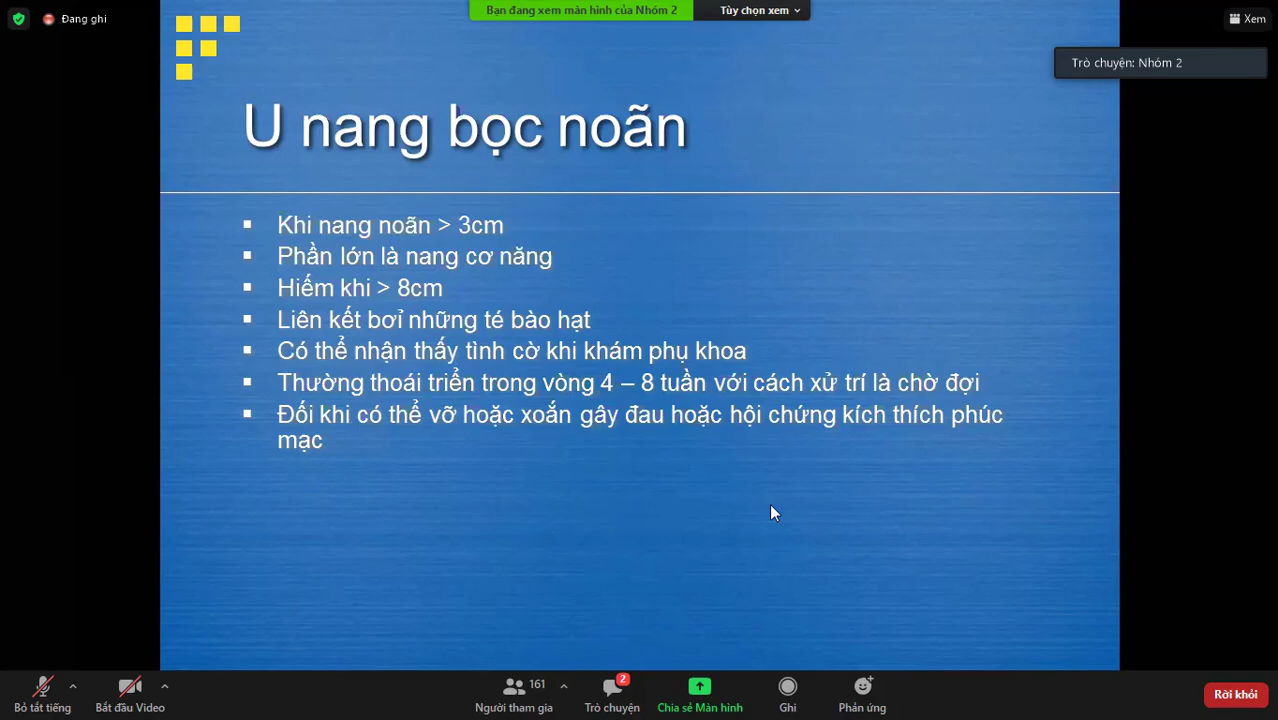 Đang ghi
Bạn đang xem màn hình của Nhóm 2
Tùy chọn xem
Xem
Trò chuyện: Nhóm 2
U nang bọc noãn
Khi nang noãn > 3cm
Phần lớn là nang cơ năng
Hiếm khi > 8cm
Liên kết bơỉ những té bào hạt
Có thể nhận thấy tình cờ khi khám phụ khoa
Thường thoái triển trong vòng 4 – 8 tuần với cách xử trí là chờ đợi
Đối khi có thể vỡ hoặc xoắn gây đau hoặc hội chứng kích thích phúc
mạc
161
2
Bỏ tắt tiếng
Bắt đầu Video
Người tham gia
Trò chuyện
Chia sẻ Màn hình
Ghi
Phản ứng
Rời khỏi